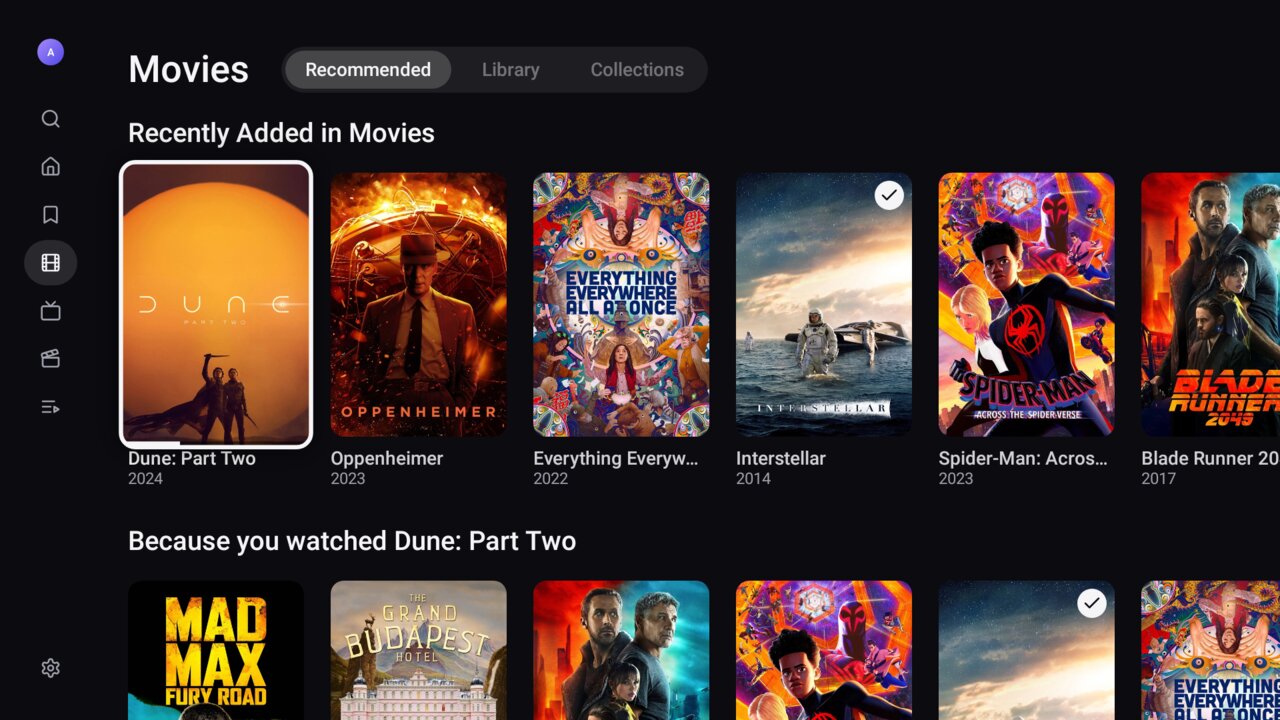 A
Movies
Recommended
Library
Collections
Recently Added in Movies
DUNE
PART TWO
OPPENHEIMER
EVERYTHING
EVERYWHERE
ALL AT ONCE
INTERSTELLAR
SPIDER-MAN
ACROSS THE SPIDER-VERSE
BLADE
RUNNER
2049
Dune: Part Two
2024
Oppenheimer
2023
Everything Everyw...
2022
Interstellar
2014
Spider-Man: Acros...
2023
Blade Runner 20
2017
Because you watched Dune: Part Two
MAD
MAX
FURY ROAD
THE
GRAND
BUDAPEST
HOTEL
EVERYTHING
EVERYWHERE
ALL AT ONCE